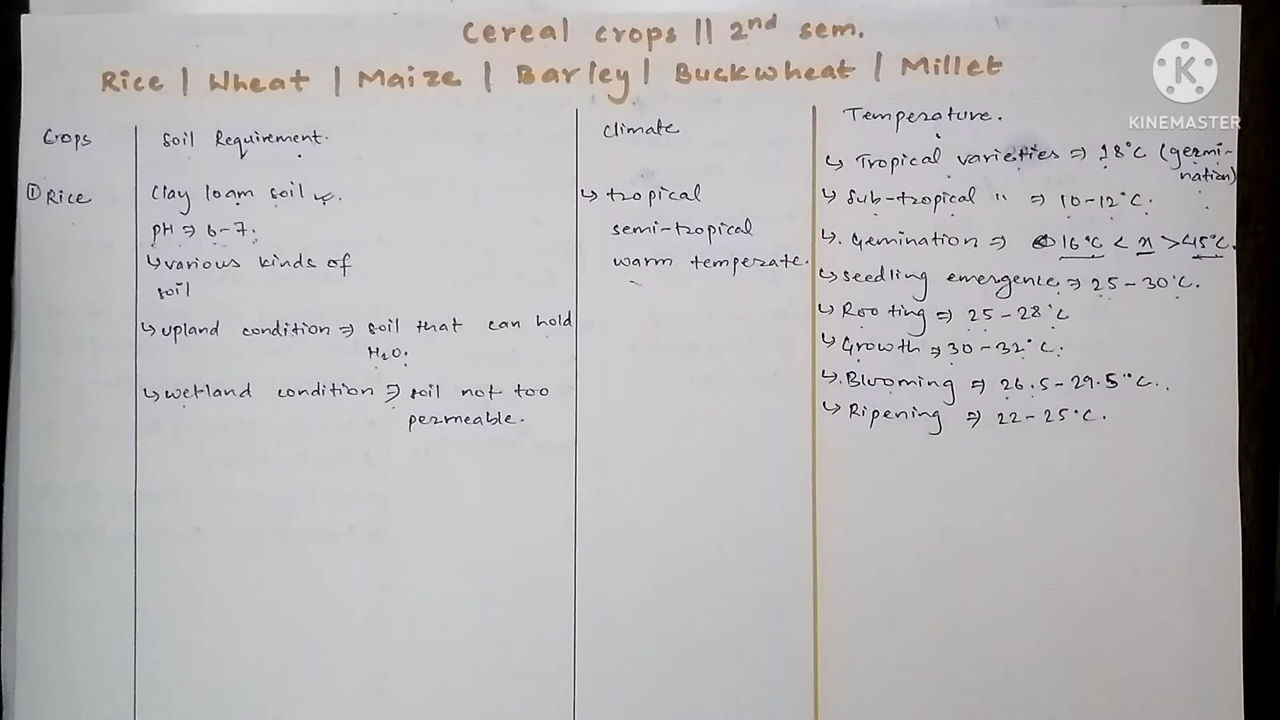 Cereal crops || 2nd sem.
Rice | Wheat | Maize | Barley | Buckwheat | Millet
KINEMASTER
Crops
Soil Requirement.
Climate
Temperature.
① Rice
Clay loam soil
pH ⇒ 6-7.
↳ various kinds of
soil
↳ upland condition ⇒ soil that can hold
H₂O.
↳ wetland condition ⇒ soil not too
permeable.
↳ tropical
semi-tropical
warm temperate.
↳ Tropical varieties ⇒ 18°C (germi-
nation)
↳ Sub-tropical " ⇒ 10-12°C.
↳ Gemination ⇒ 16°C < x > 45°C.
↳ Seedling emergence ⇒ 25-30°C.
↳ Rooting ⇒ 25-28°C
↳ Growth ⇒ 30-32°C.
↳ Blooming ⇒ 26.5-29.5°C.
↳ Ripening ⇒ 22-25°C.